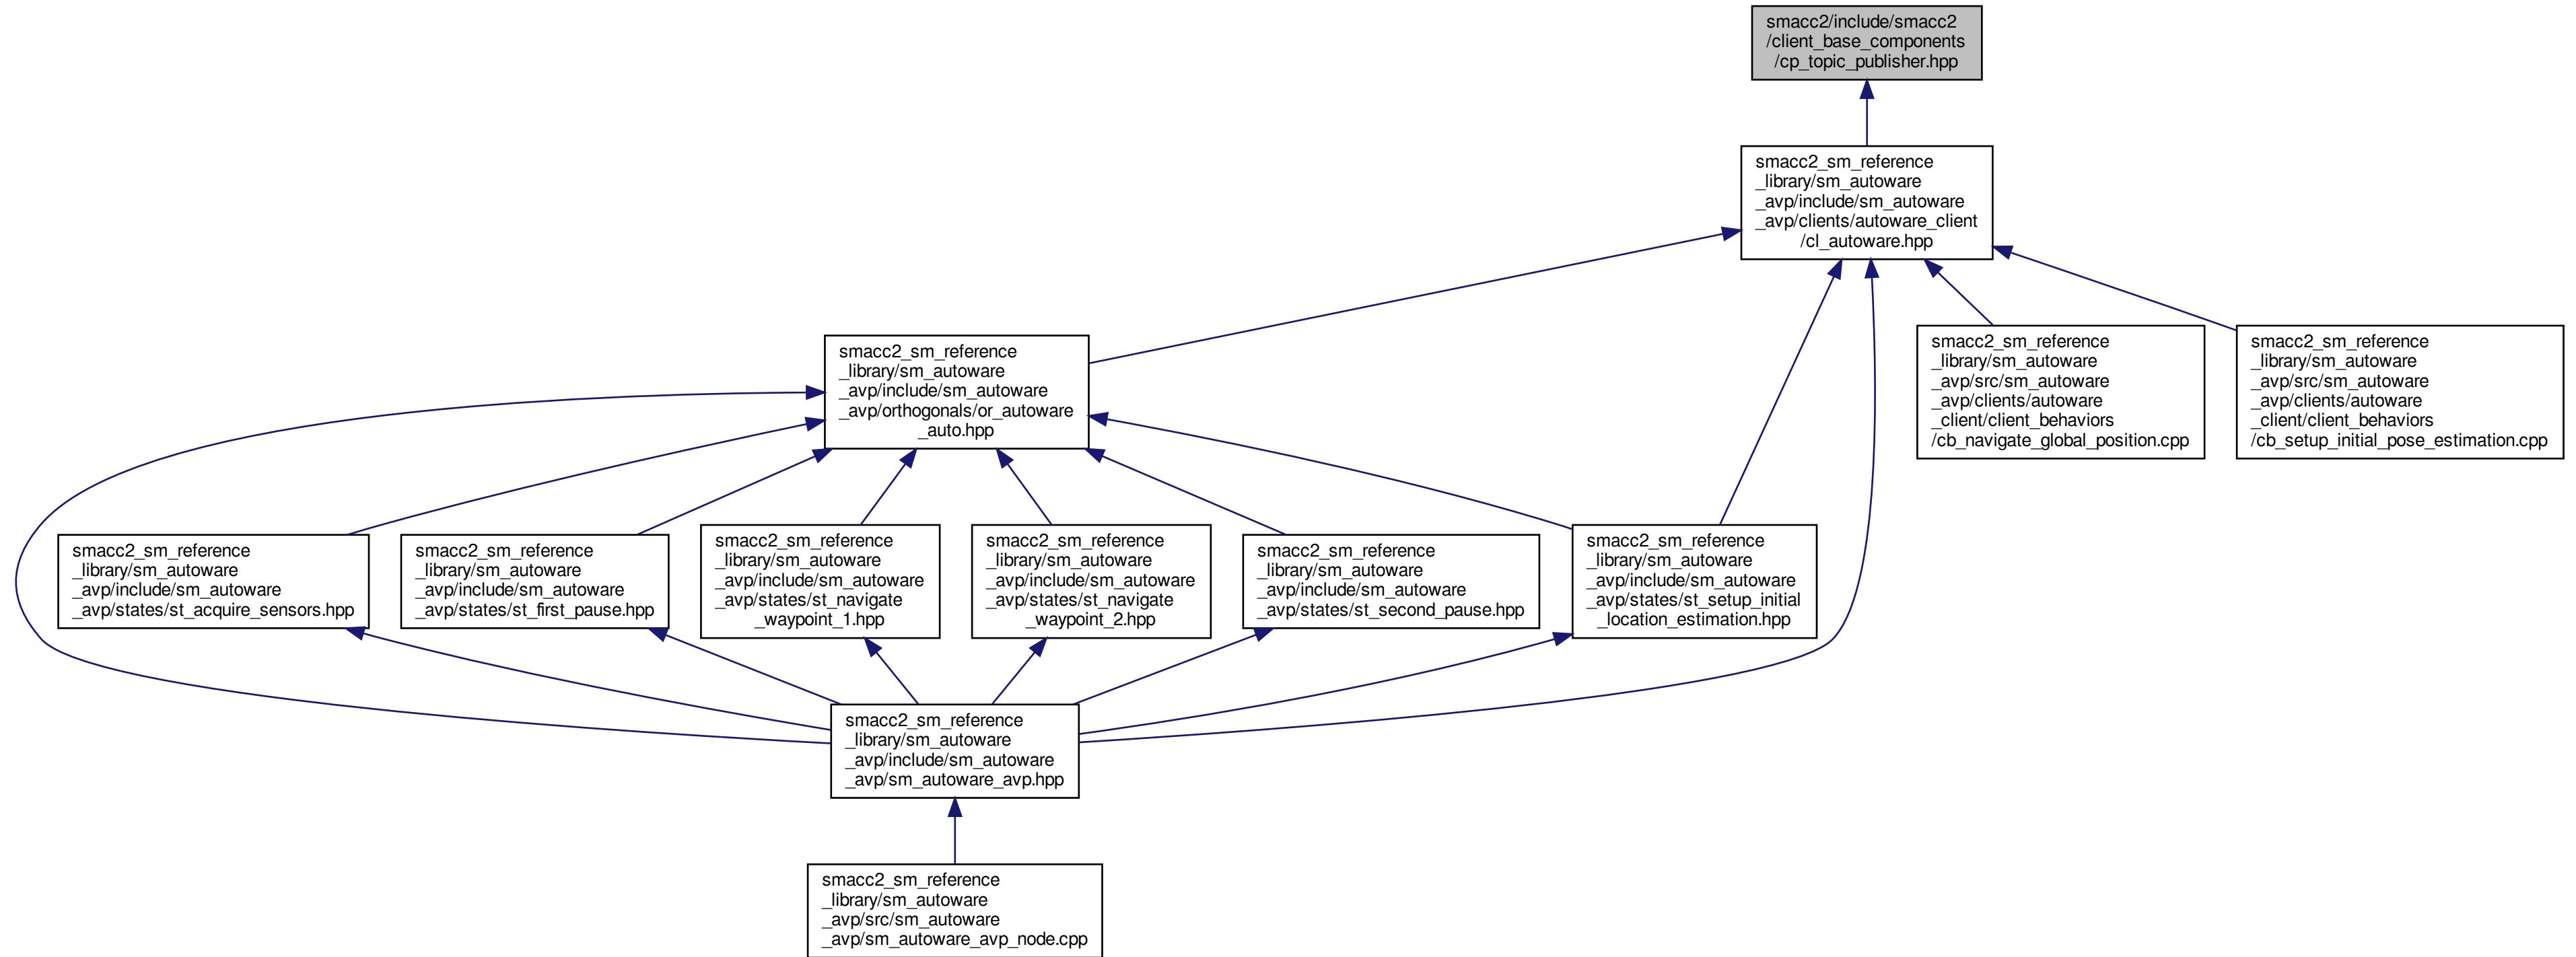 smacc2/include/smacc2
/client_base_components
/cp_topic_publisher.hpp
smacc2_sm_reference
_library/sm_autoware
_avp/include/sm_autoware
_avp/clients/autoware_client
/cl_autoware.hpp
smacc2_sm_reference
_library/sm_autoware
_avp/include/sm_autoware
_avp/orthogonals/or_autoware
_auto.hpp
smacc2_sm_reference
_library/sm_autoware
_avp/src/sm_autoware
_avp/clients/autoware
_client/client_behaviors
/cb_navigate_global_position.cpp
smacc2_sm_reference
_library/sm_autoware
_avp/src/sm_autoware
_avp/clients/autoware
_client/client_behaviors
/cb_setup_initial_pose_estimation.cpp
smacc2_sm_reference
_library/sm_autoware
_avp/include/sm_autoware
_avp/states/st_acquire_sensors.hpp
smacc2_sm_reference
_library/sm_autoware
_avp/include/sm_autoware
_avp/states/st_first_pause.hpp
smacc2_sm_reference
_library/sm_autoware
_avp/include/sm_autoware
_avp/states/st_navigate
_waypoint_1.hpp
smacc2_sm_reference
_library/sm_autoware
_avp/include/sm_autoware
_avp/states/st_navigate
_waypoint_2.hpp
smacc2_sm_reference
_library/sm_autoware
_avp/include/sm_autoware
_avp/states/st_second_pause.hpp
smacc2_sm_reference
_library/sm_autoware
_avp/include/sm_autoware
_avp/states/st_setup_initial
_location_estimation.hpp
smacc2_sm_reference
_library/sm_autoware
_avp/include/sm_autoware
_avp/sm_autoware_avp.hpp
smacc2_sm_reference
_library/sm_autoware
_avp/src/sm_autoware
_avp/sm_autoware_avp_node.cpp